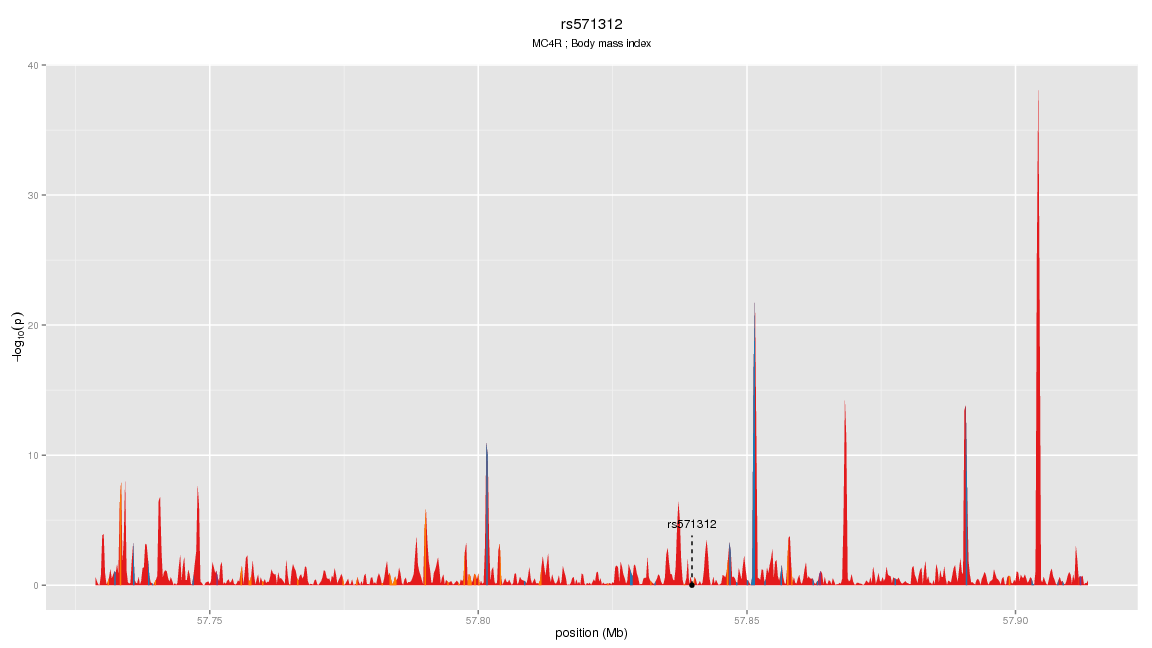 rs571312
MC4R ; Body mass index
40
30
20
10
0
−log10(p)
rs571312
57.75
57.80
57.85
57.90
position (Mb)